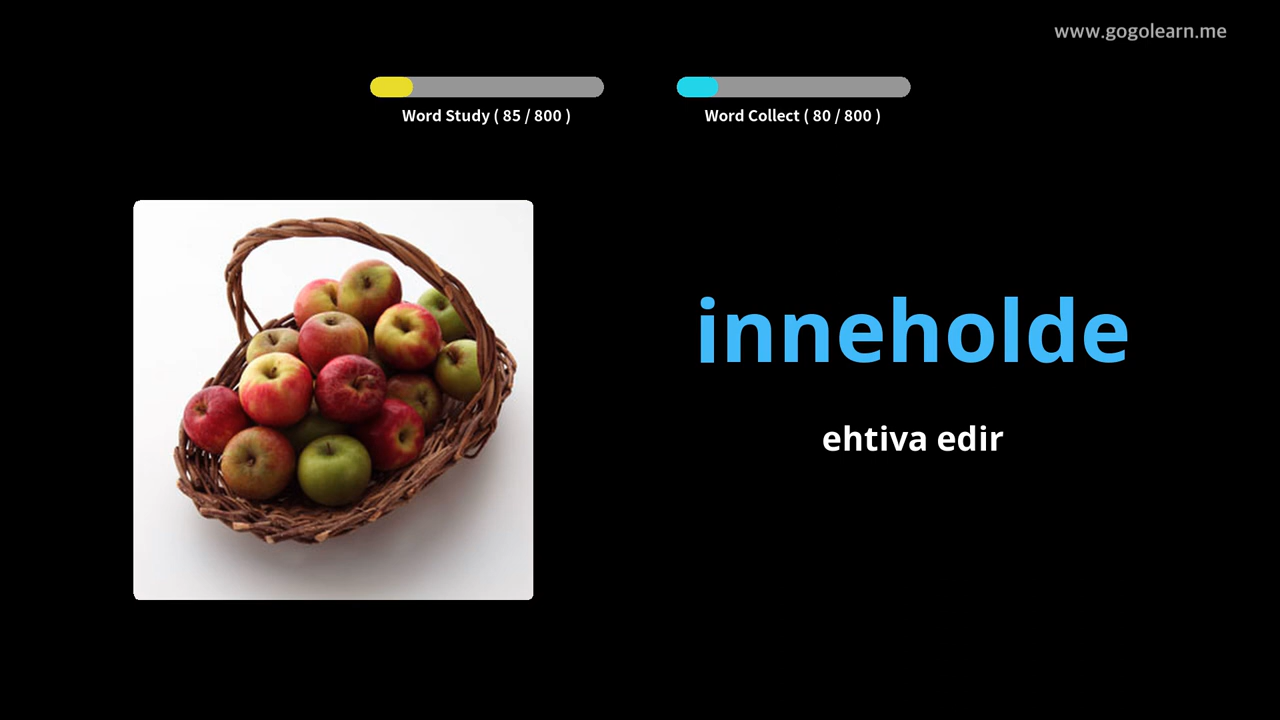 www.gogolearn.me
Word Study ( 85 / 800 )
Word Collect ( 80 / 800 )
inneholde
ehtiva edir